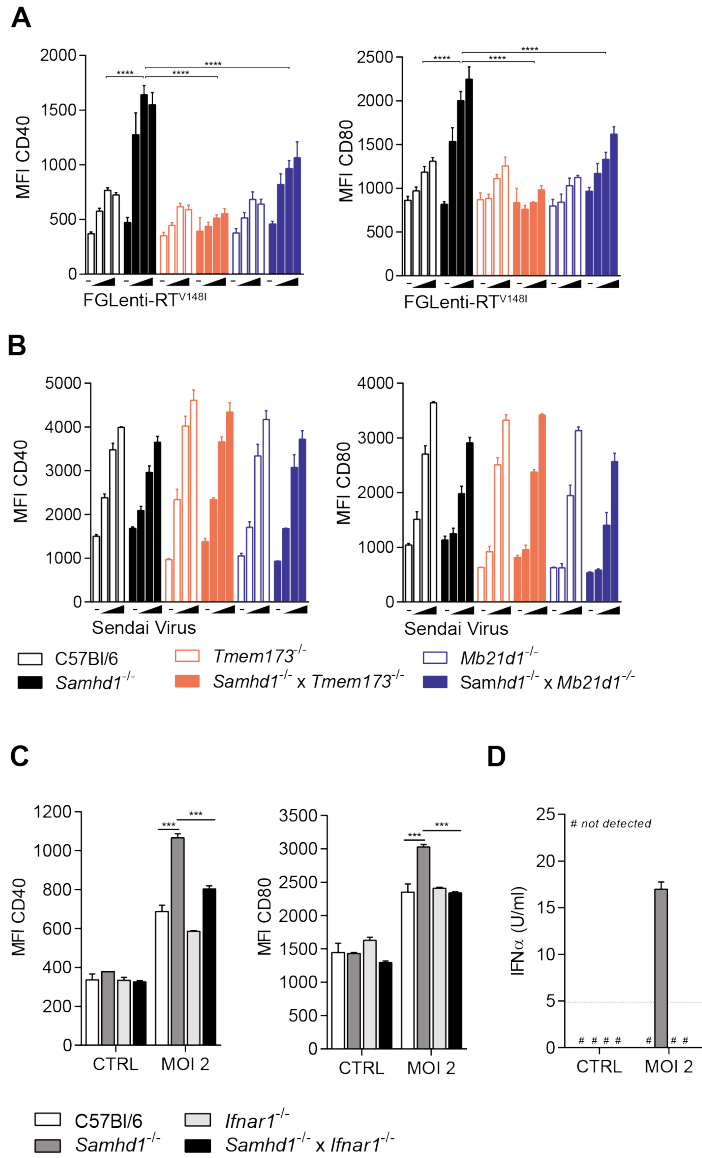 A
MFI CD40
2000
1500
1000
500
0
**** **** ****
- - - - - -
FGLenti-RTV148I
MFI CD80
2500
2000
1500
1000
500
0
**** **** ****
- - - - - -
FGLenti-RTV148I
B
MFI CD40
5000
4000
3000
2000
1000
0
- - - - - -
Sendai Virus
MFI CD80
4000
3000
2000
1000
0
- - - - - -
Sendai Virus
C57Bl/6
Tmem173-/-
Mb21d1-/-
Samhd1-/-
Samhd1-/- x Tmem173-/-
Samhd1-/- x Mb21d1-/-
C
MFI CD40
1200
1000
800
600
400
200
0
*** ***
CTRL MOI 2
MFI CD80
3500
3000
2500
2000
1500
1000
500
0
*** ***
CTRL MOI 2
D
IFNα (U/ml)
25
20
15
10
5
0
# not detected
# # # # # # #
CTRL MOI 2
C57Bl/6
Ifnar1-/-
Samhd1-/-
Samhd1-/- x Ifnar1-/-